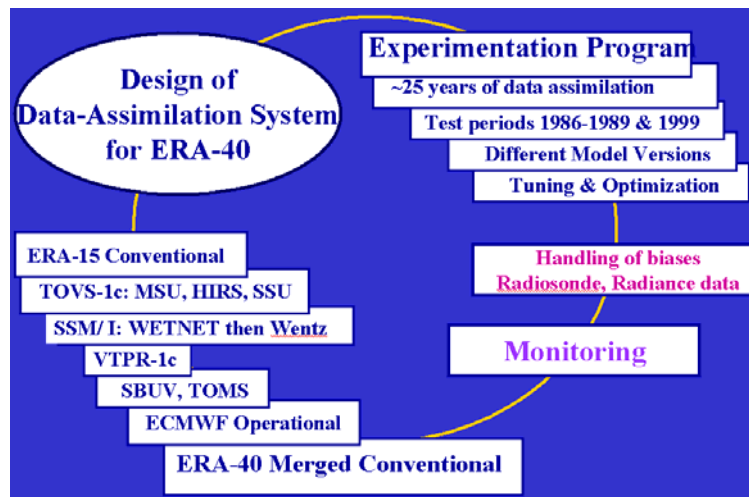 Design of
Data-Assimilation System
for ERA-40
Experimentation Program
~25 years of data assimilation
Test periods 1986-1989 & 1999
Different Model Versions
Tuning & Optimization
Handling of biases
Radiosonde, Radiance data
Monitoring
ERA-15 Conventional
TOVS-1c: MSU, HIRS, SSU
SSM/ I: WETNET then Wentz
VTPR-1c
SBUV, TOMS
ECMWF Operational
ERA-40 Merged Conventional